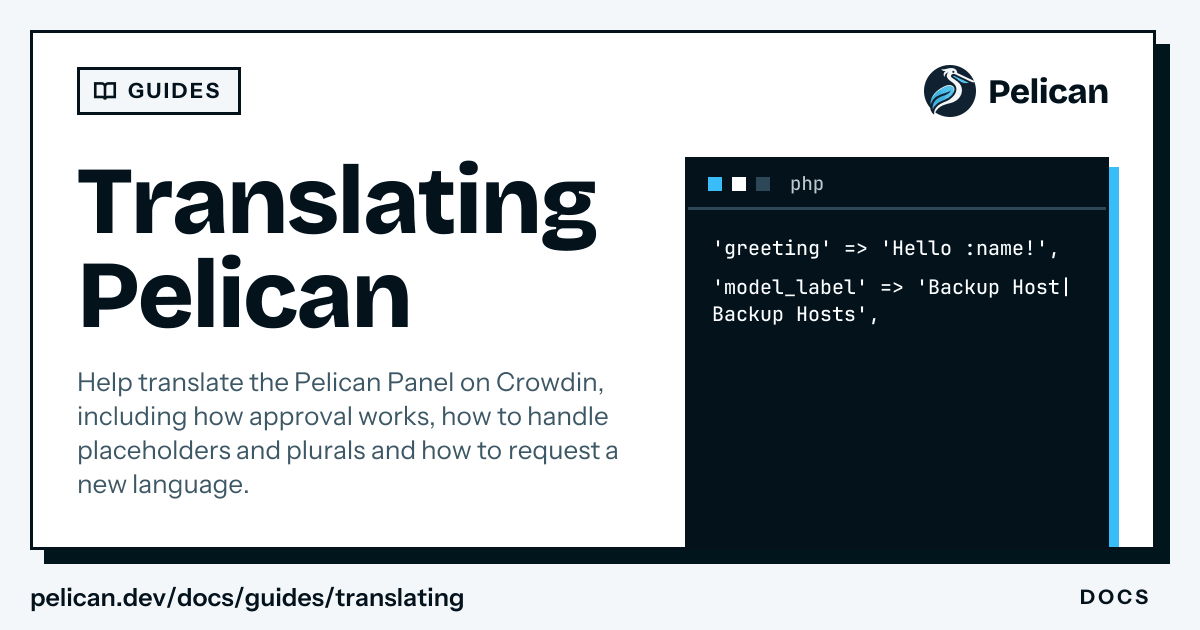 GUIDES
Pelican
Translating
Pelican
Help translate the Pelican Panel on Crowdin,
including how approval works, how to handle
placeholders and plurals and how to request a
new language.
php
'greeting' => 'Hello :name!',
'model_label' => 'Backup Host|
Backup Hosts',
pelican.dev/docs/guides/translating
DOCS